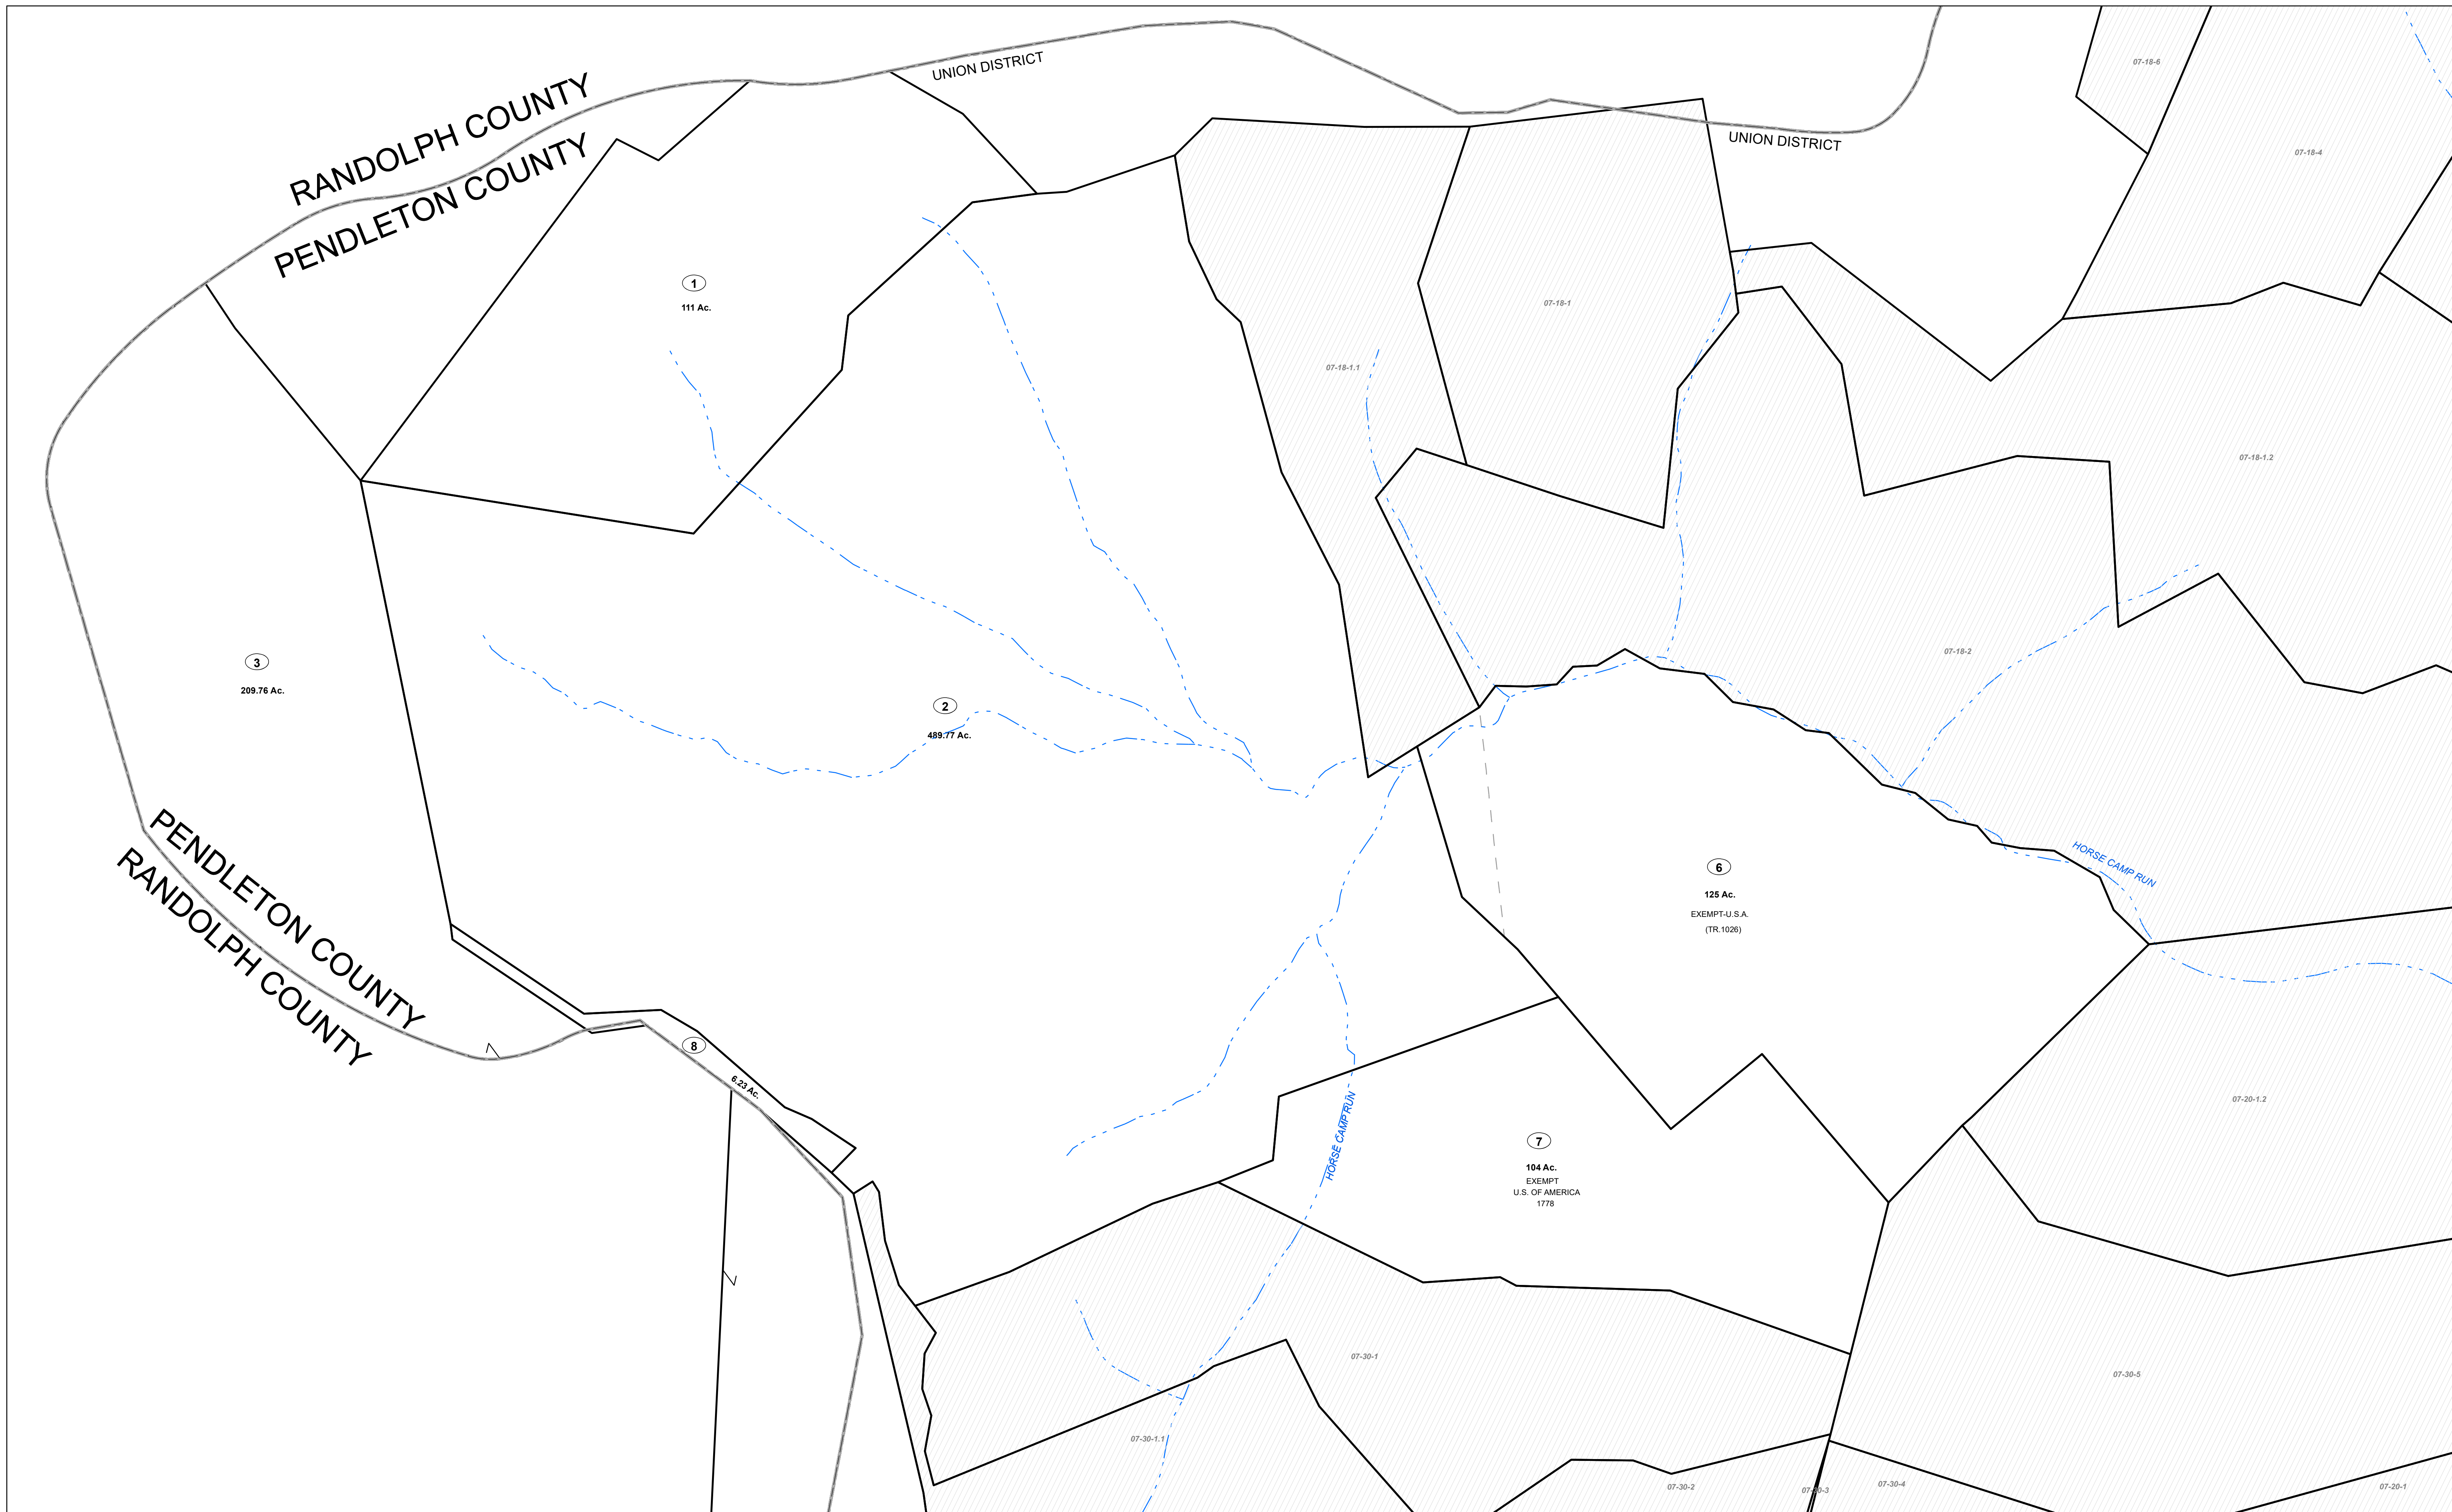 UNION DISTRICT
07-18-6
RANDOLPH COUNTY
PENDLETON COUNTY
UNION DISTRICT
07-18-4
1
111 Ac.
07-18-1
07-18-1.1
07-18-1.2
07-18-2
3
209.76 Ac.
2
489.77 Ac.
PENDLETON COUNTY
RANDOLPH COUNTY
6
125 Ac.
EXEMPT-U.S.A.
(TR.1026)
HORSE CAMP RUN
8
6.23 Ac.
HORSE CAMP RUN
07-20-1.2
7
104 Ac.
EXEMPT
U.S. OF AMERICA
1778
07-30-1
07-30-5
07-30-1.1
07-30-2
07-30-4
07-20-1